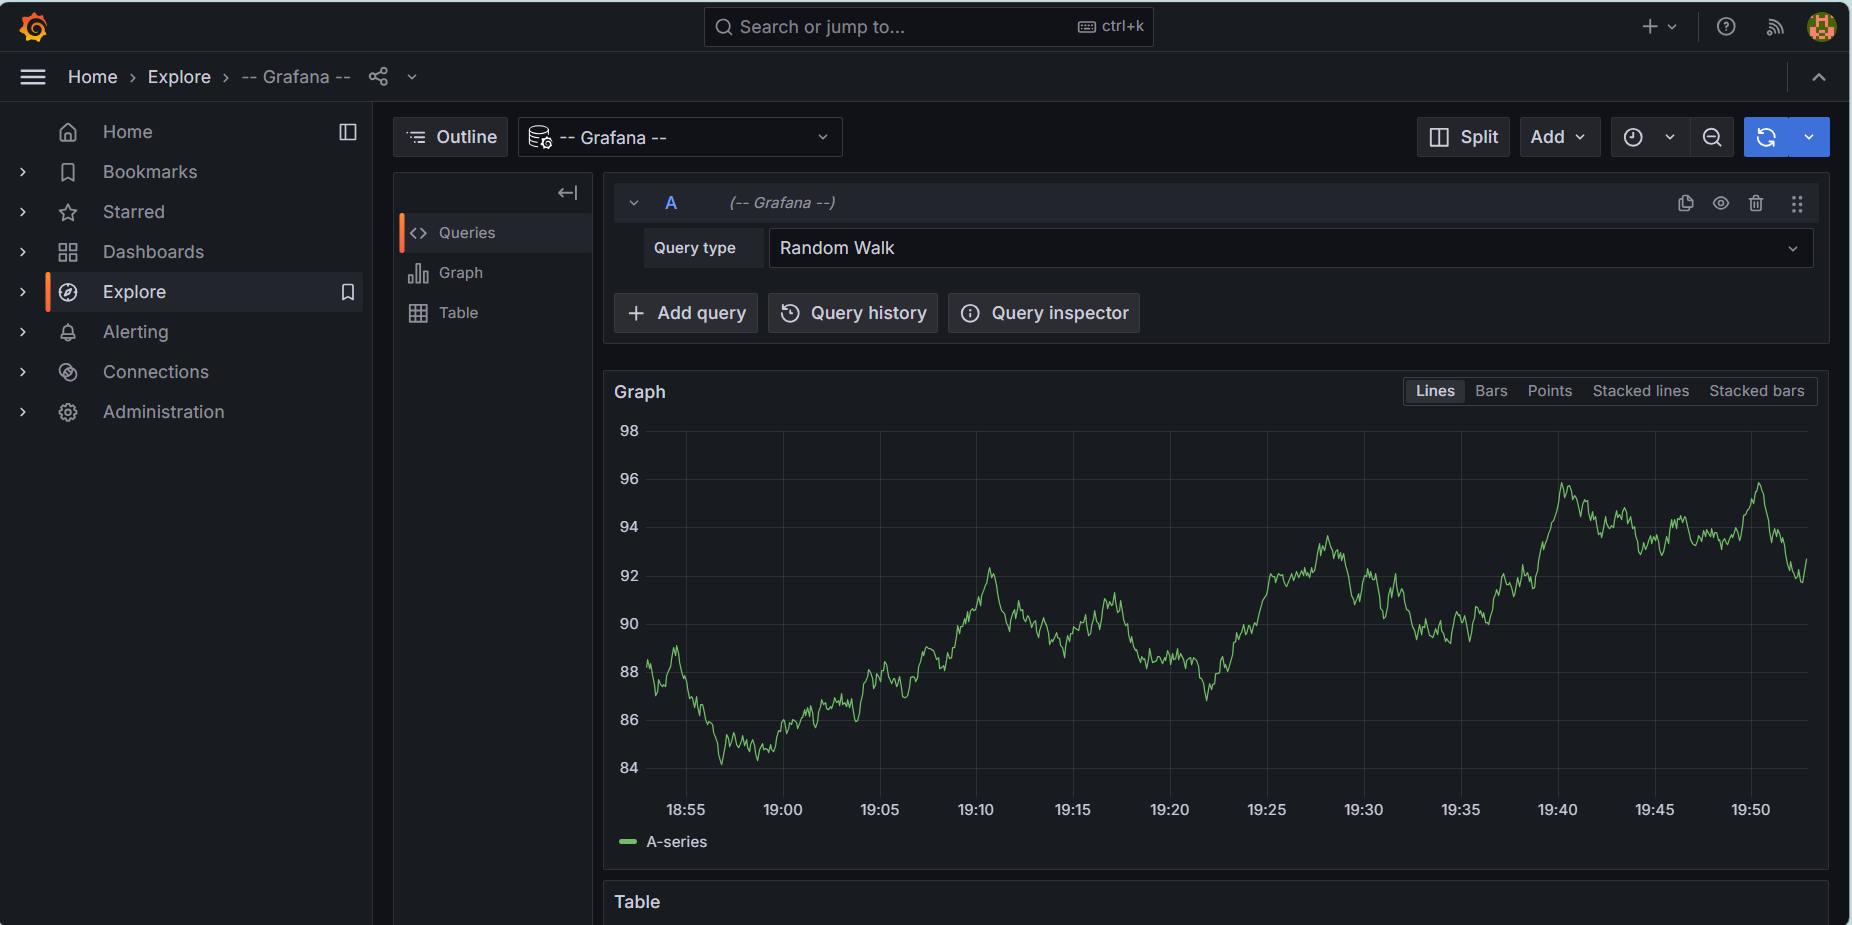 Search or jump to... ctrl+k
Home › Explore › -- Grafana --
Home
Bookmarks
Starred
Dashboards
Explore
Alerting
Connections
Administration
Outline -- Grafana -- Split Add
Queries
Graph
Table
A (-- Grafana --)
Query type Random Walk
+ Add query Query history Query inspector
Graph Lines Bars Points Stacked lines Stacked bars
98
96
94
92
90
88
86
84
18:55 19:00 19:05 19:10 19:15 19:20 19:25 19:30 19:35 19:40 19:45 19:50
A-series
Table